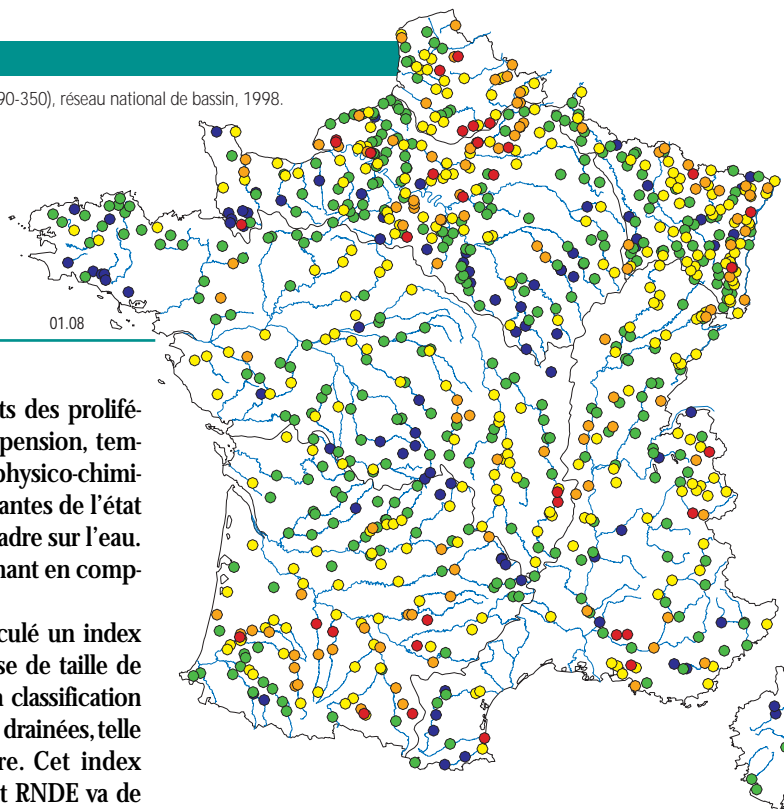 90-350), réseau national de bassin, 1998.
01.08
ts des prolifé-
pension, tem-
physico-chimi-
antes de l'état
adre sur l'eau.
nant en comp-
culé un index
se de taille de
classification
drainées, telle
re. Cet index
t RNDE va de